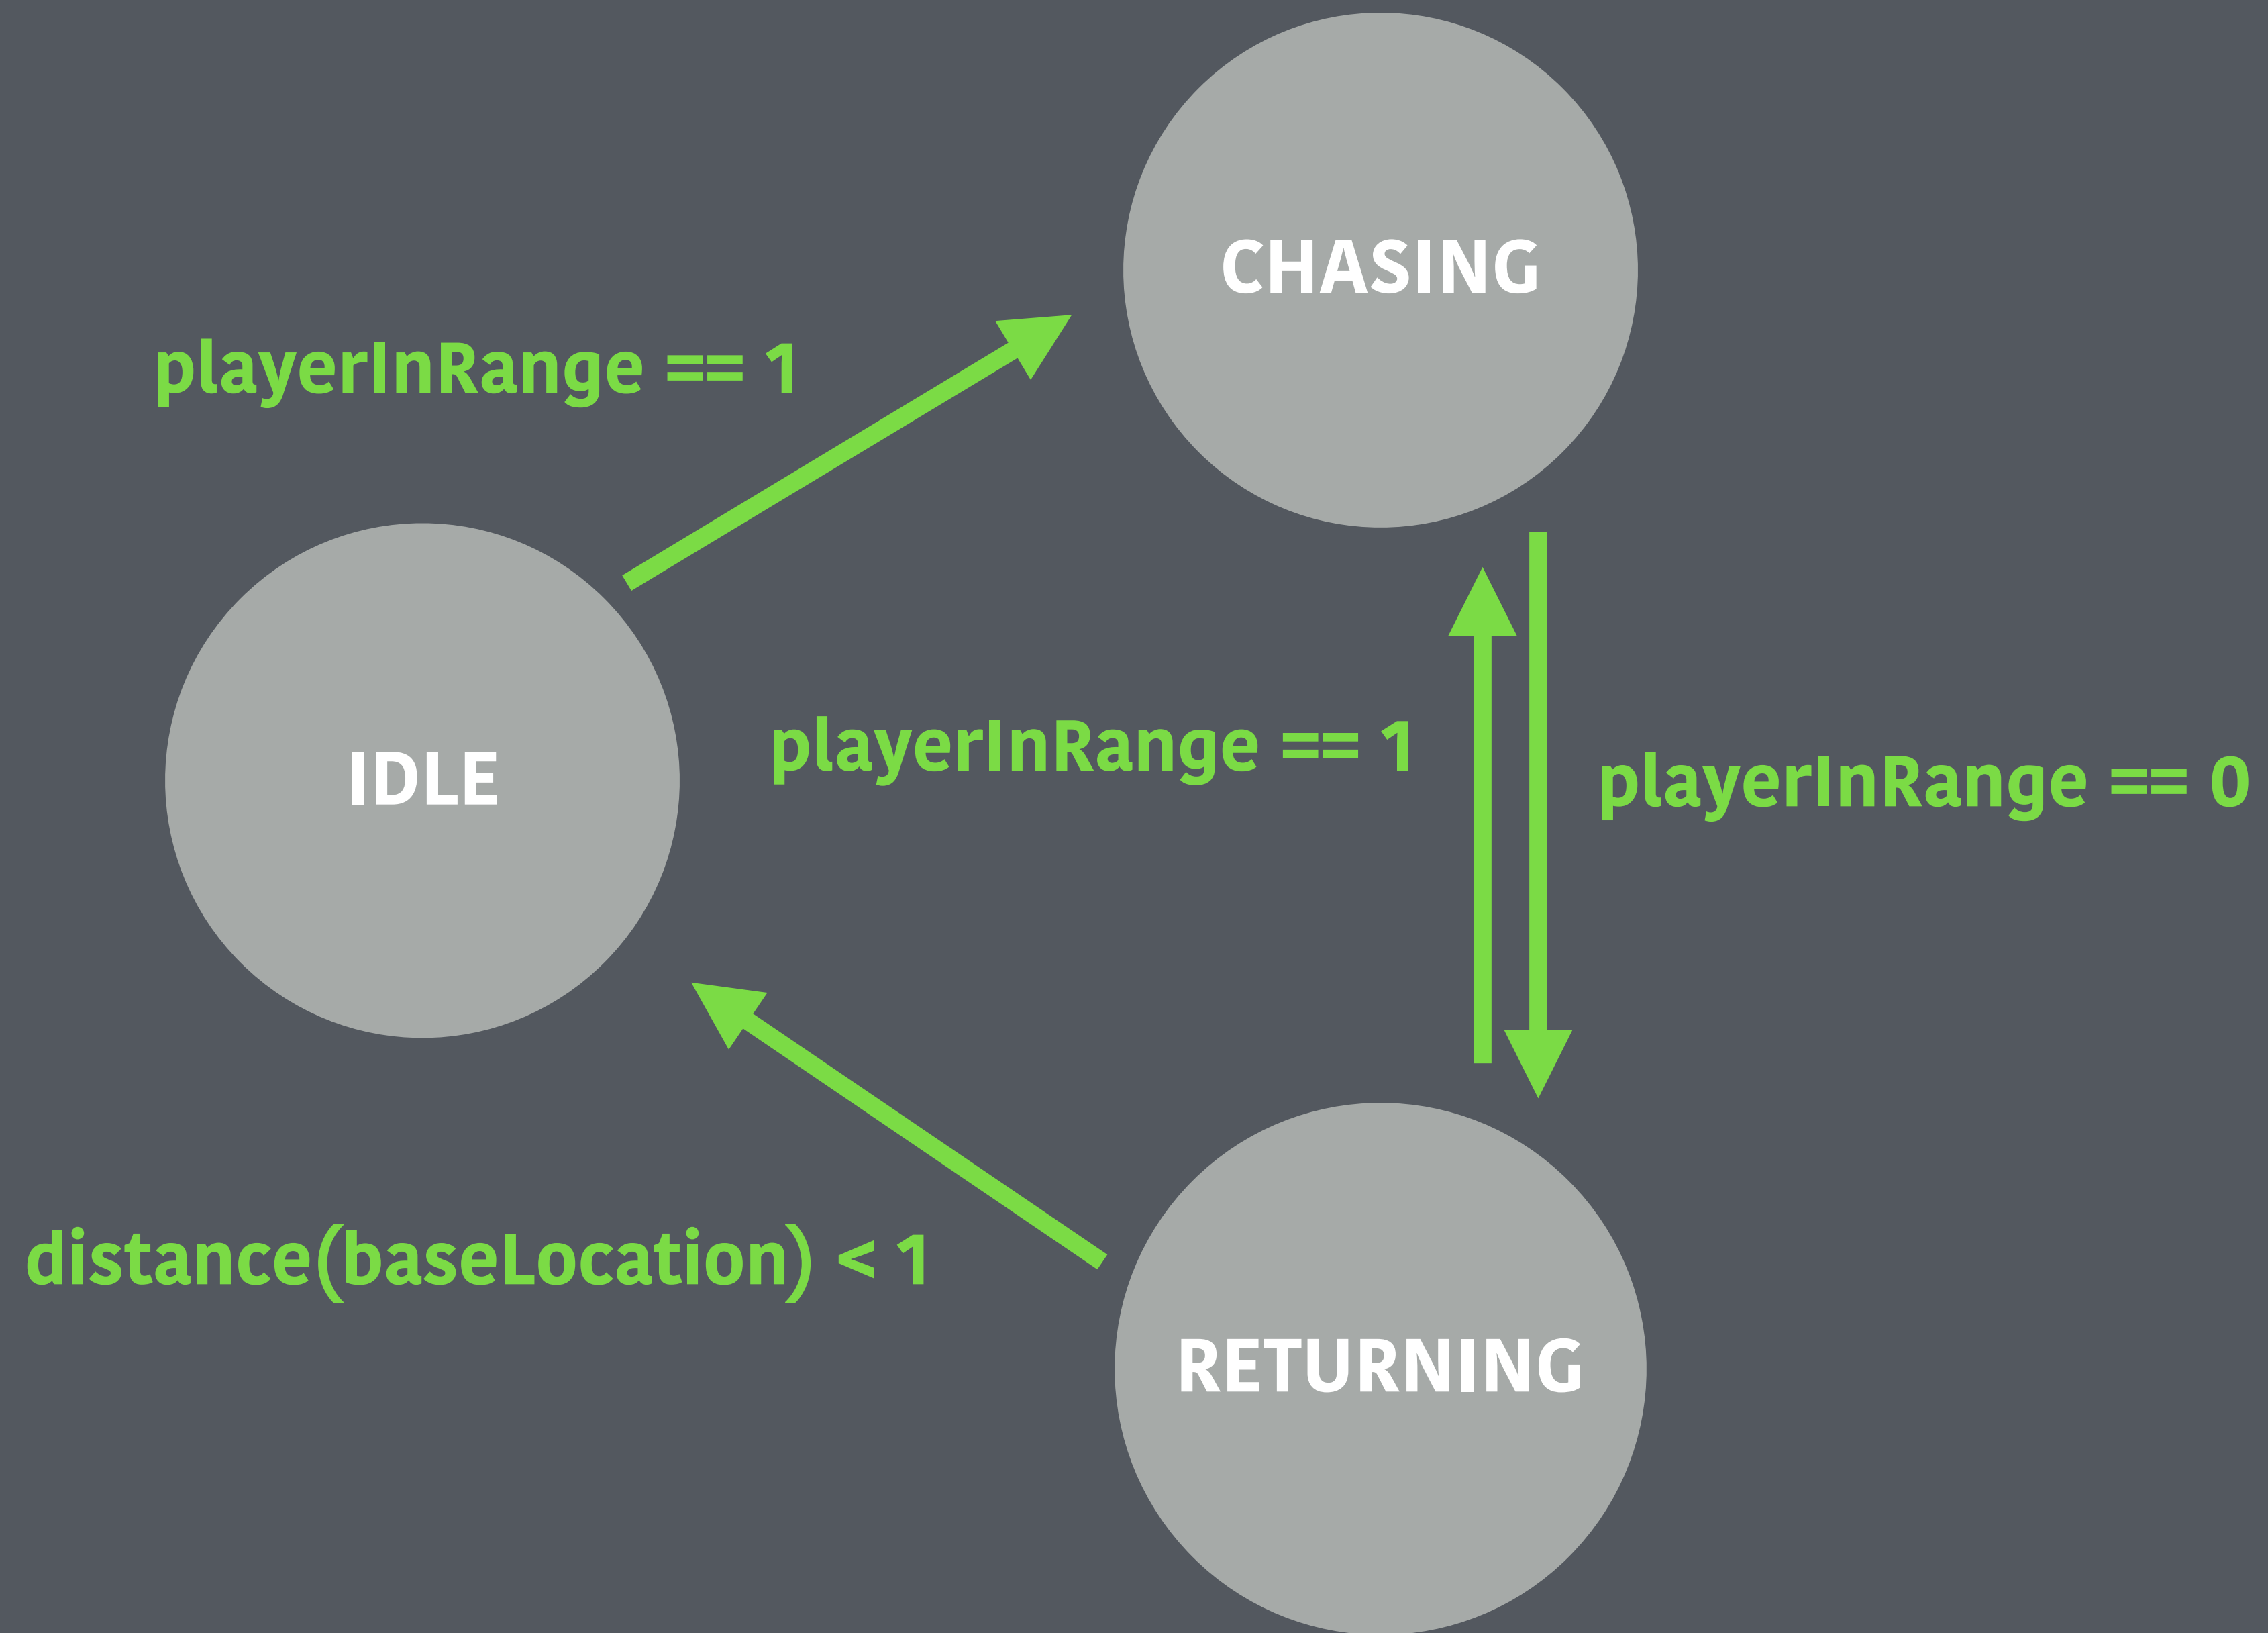 CHASING
playerInRange == 1
IDLE
playerInRange == 1
playerInRange == 0
distance(baseLocation) < 1
RETURNING